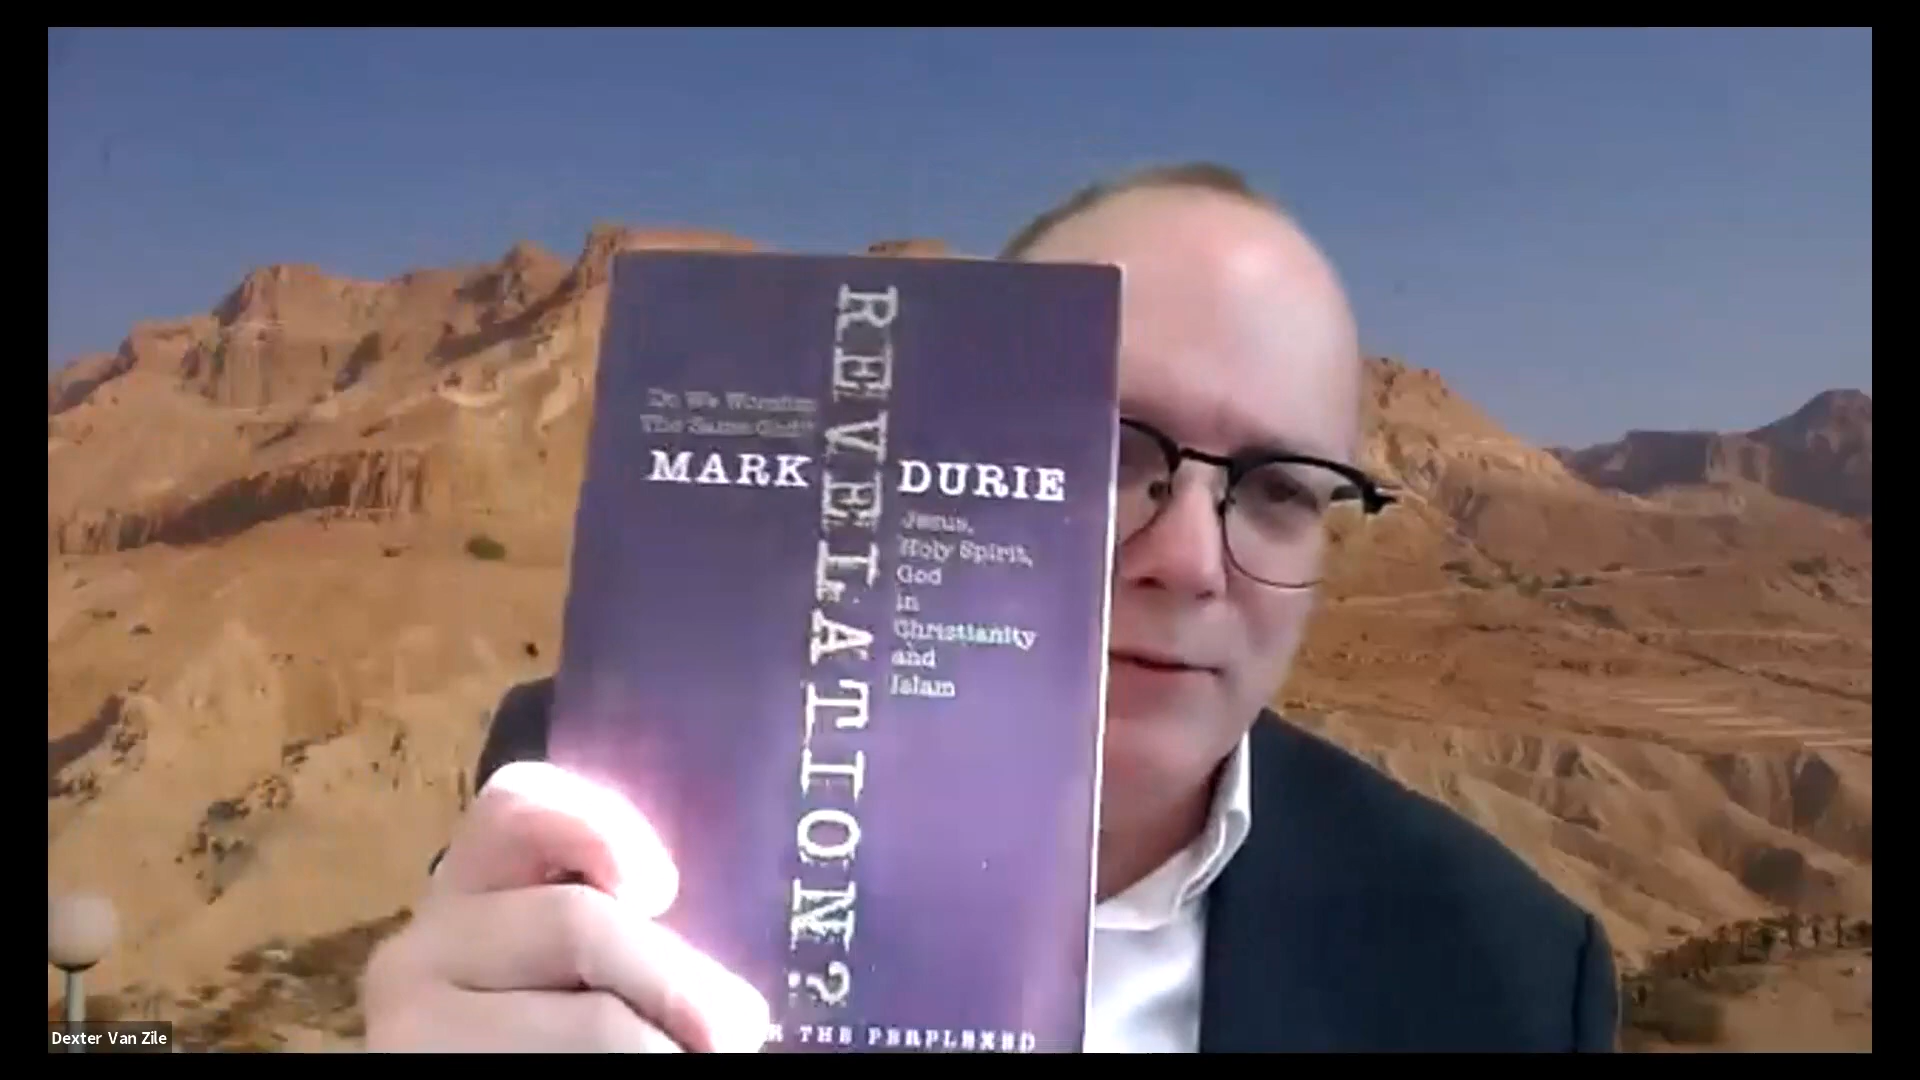 REVELATION?
Do We Worship
The Same God?
MARK DURIE
Jesus,
Holy Spirit,
God
in
Christianity
and
Islam
THE PERPLEXED
Dexter Van Zile